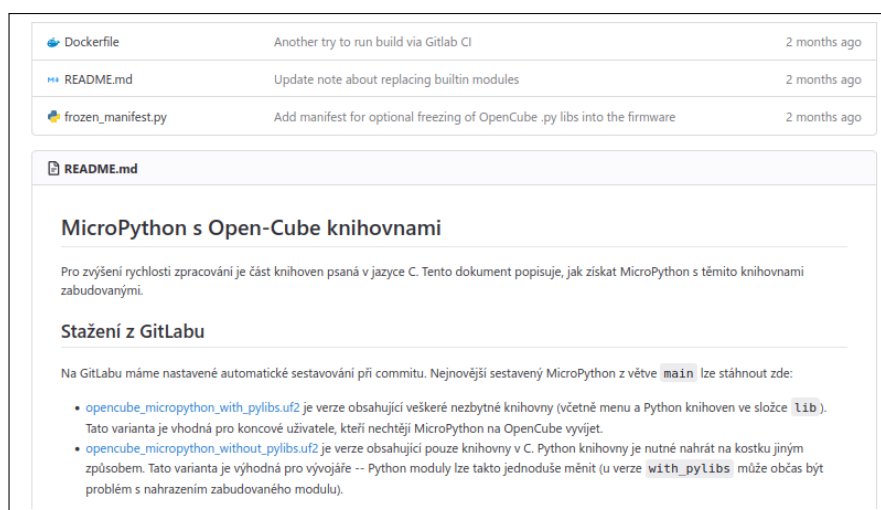 Dockerfile Another try to run build via Gitlab CI 2 months ago
README.md Update note about replacing builtin modules 2 months ago
frozen_manifest.py Add manifest for optional freezing of OpenCube .py libs into the firmware 2 months ago
README.md
MicroPython s Open-Cube knihovnami
Pro zvýšení rychlosti zpracování je část knihoven psaná v jazyce C. Tento dokument popisuje, jak získat MicroPython s těmito knihovnami
zabudovanými.
Stažení z GitLabu
Na GitLabu máme nastavené automatické sestavování při commitu. Nejnovější sestavený MicroPython z větve main lze stáhnout zde:
• opencube_micropython_with_pylibs.uf2 je verze obsahující veškeré nezbytné knihovny (včetně menu a Python knihoven ve složce lib ).
Tato varianta je vhodná pro koncové uživatele, kteří nechtějí MicroPython na OpenCube vyvíjet.
• opencube_micropython_without_pylibs.uf2 je verze obsahující pouze knihovny v C. Python knihovny je nutné nahrát na kostku jiným
způsobem. Tato varianta je výhodná pro vývojáře -- Python moduly lze takto jednoduše měnit (u verze with_pylibs může občas být
problém s nahrazením zabudovaného modulu).